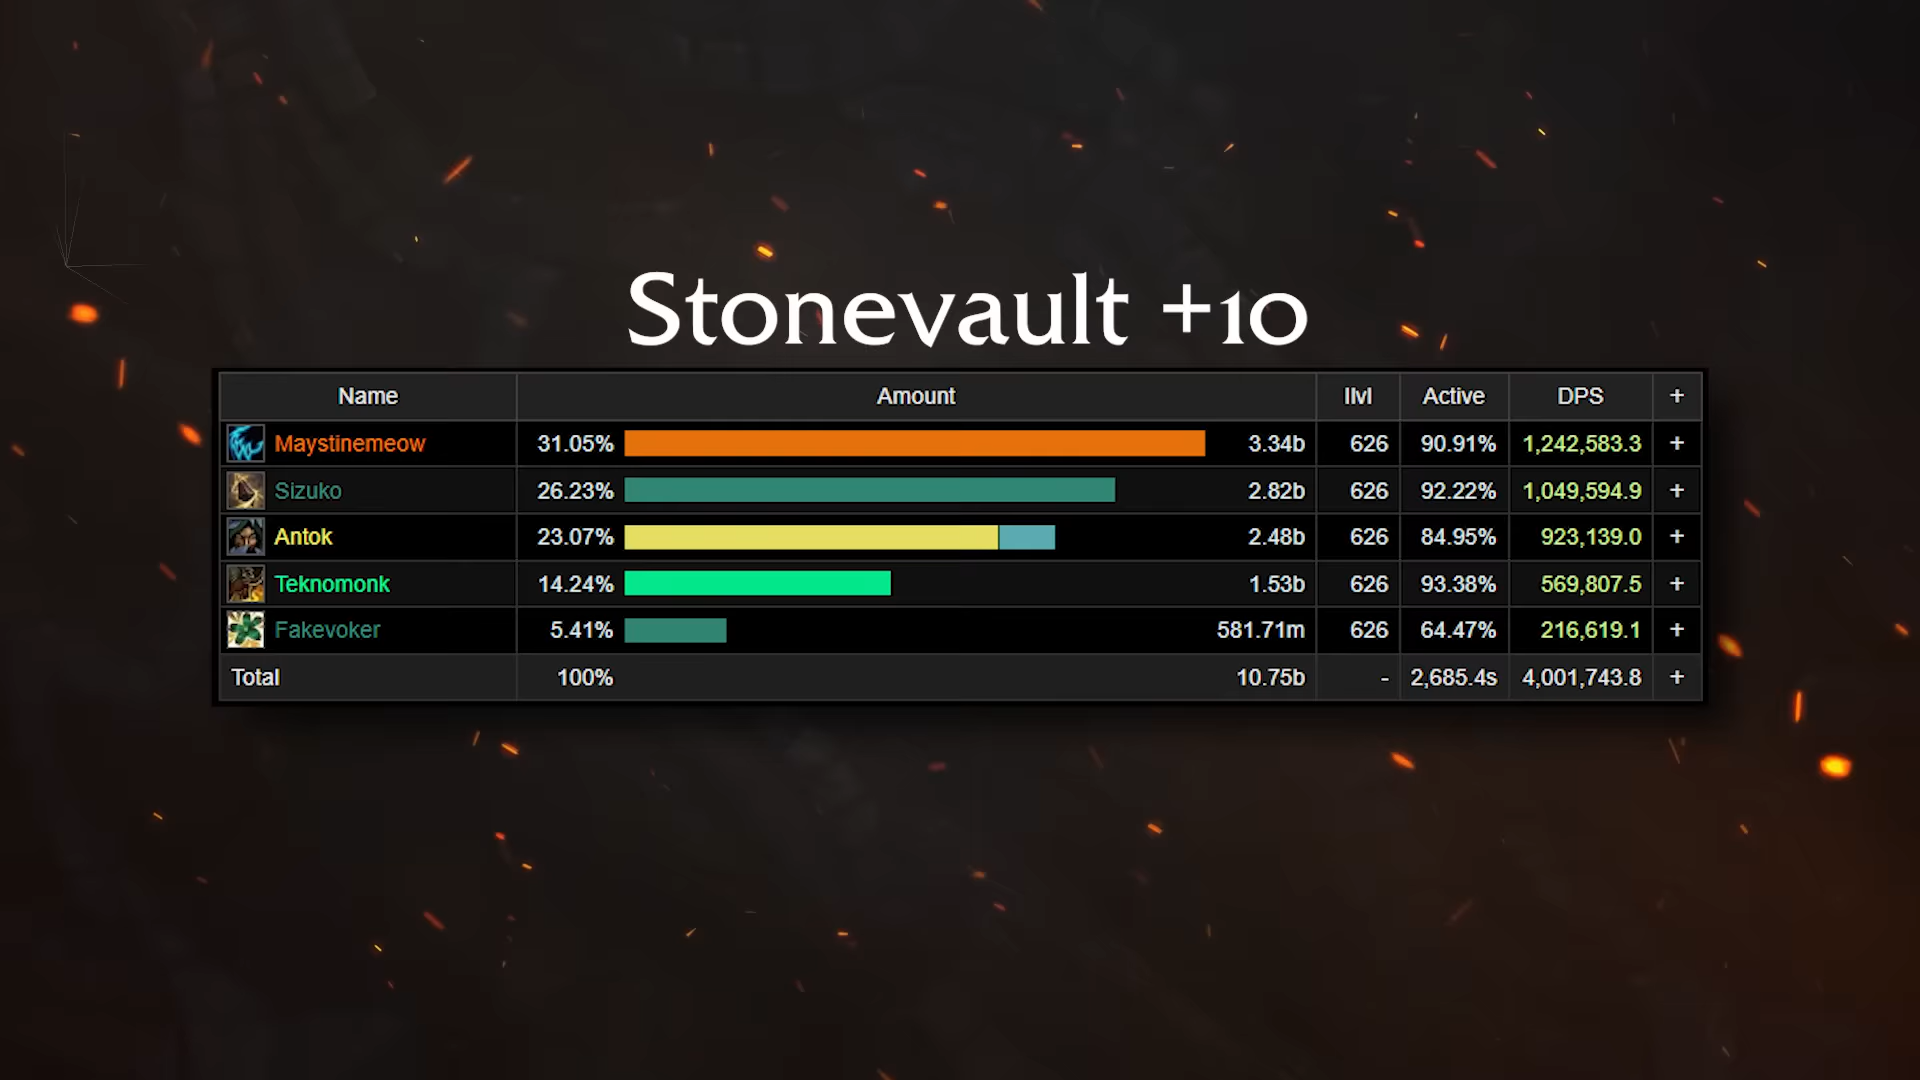 Stonevault +10
Name Amount Ilvl Active DPS +
Maystinemeow 31.05% 3.34b 626 90.91% 1,242,583.3 +
Sizuko 26.23% 2.82b 626 92.22% 1,049,594.9 +
Antok 23.07% 2.48b 626 84.95% 923,139.0 +
Teknomonk 14.24% 1.53b 626 93.38% 569,807.5 +
Fakevoker 5.41% 581.71m 626 64.47% 216,619.1 +
Total 100% 10.75b - 2,685.4s 4,001,743.8 +